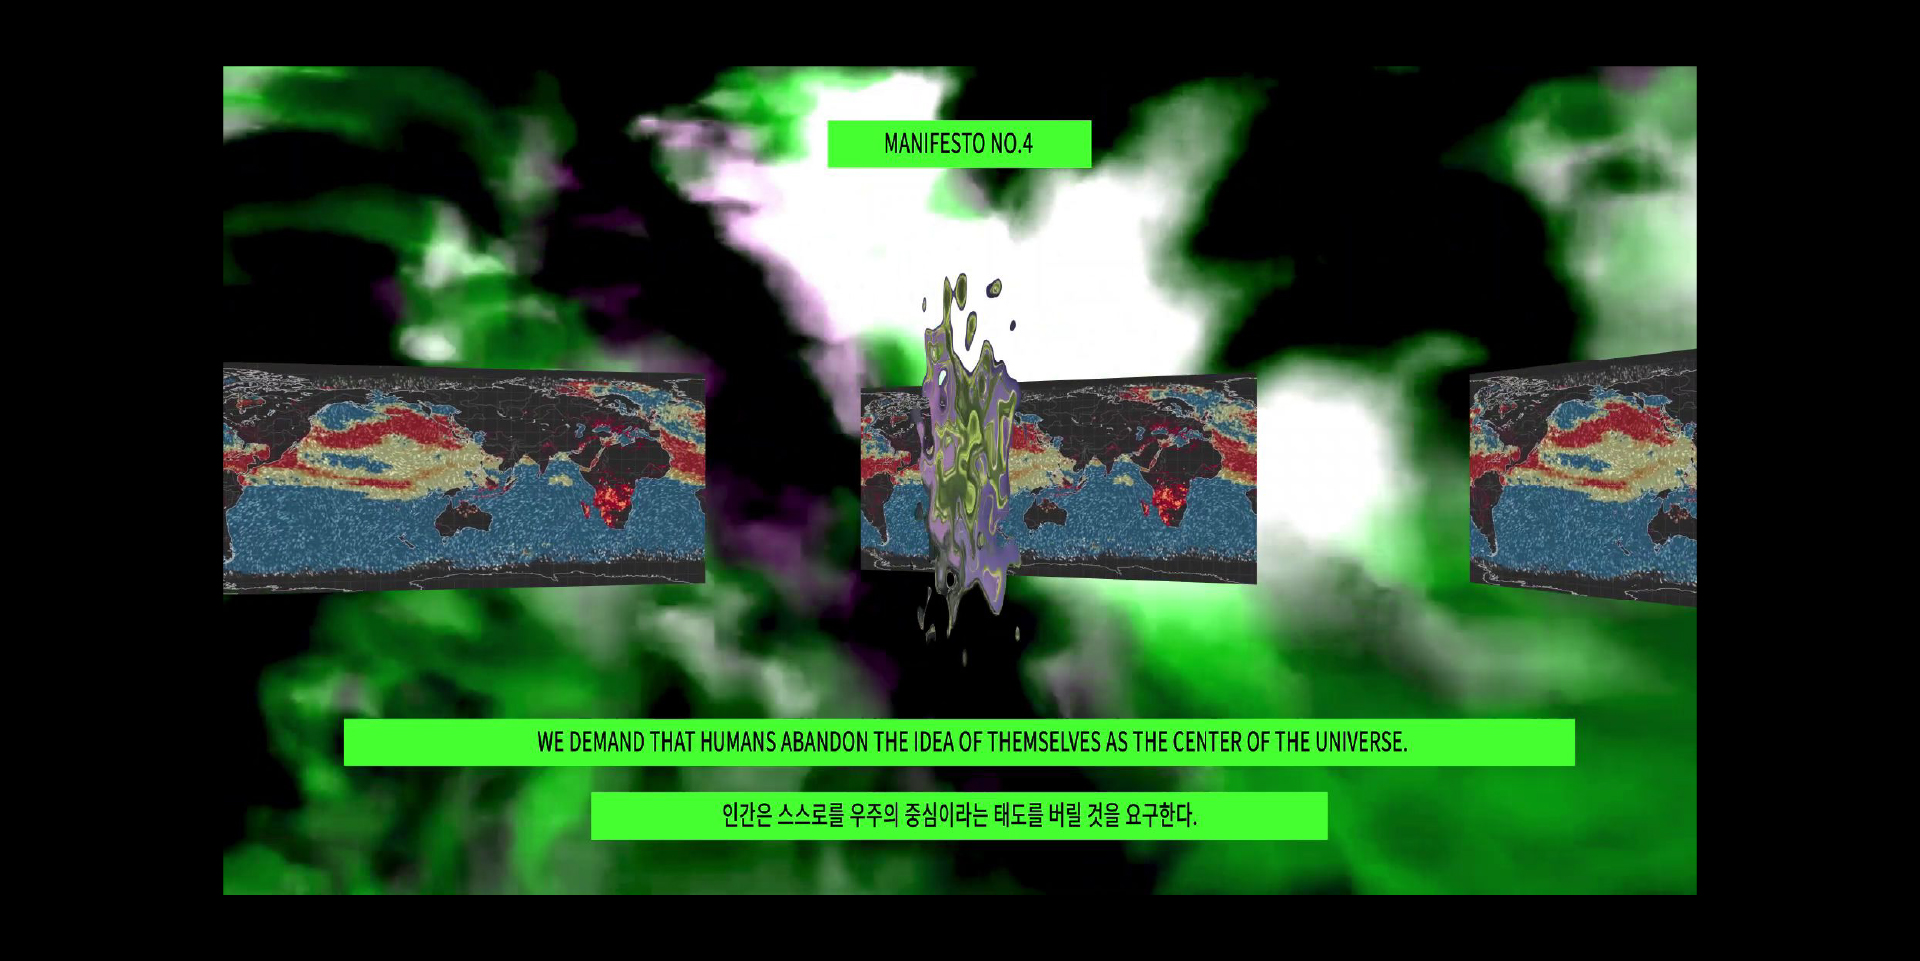 MANIFESTO NO.4
WE DEMAND THAT HUMANS ABANDON THE IDEA OF THEMSELVES AS THE CENTER OF THE UNIVERSE.
인간은 스스로를 우주의 중심이라는 태도를 버릴 것을 요구한다.